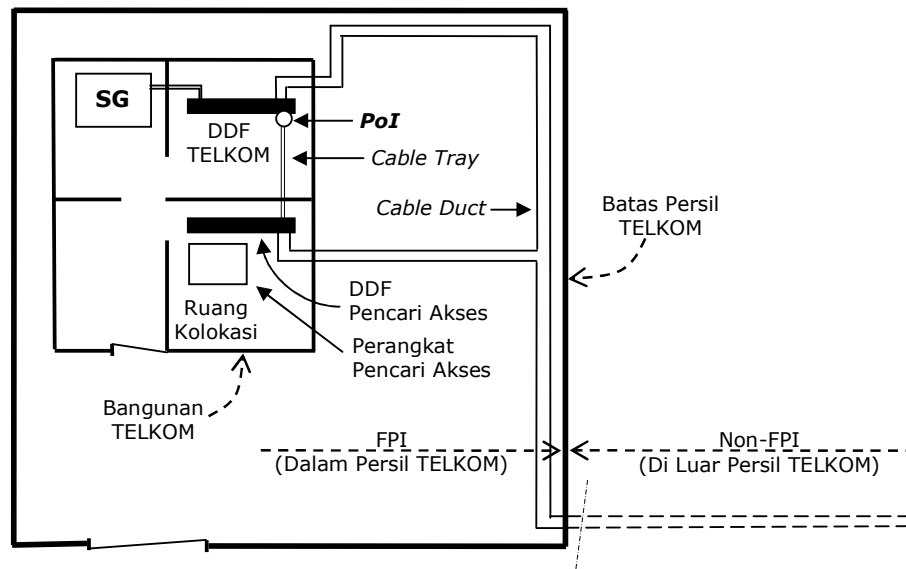 SG
DDF
TELKOM
PoI
Cable Tray
Cable Duct
Batas Persil
TELKOM
DDF
Pencari Akses
Ruang
Kolokasi
Perangkat
Pencari Akses
Bangunan
TELKOM
FPI
(Dalam Persil TELKOM)
Non-FPI
(Di Luar Persil TELKOM)